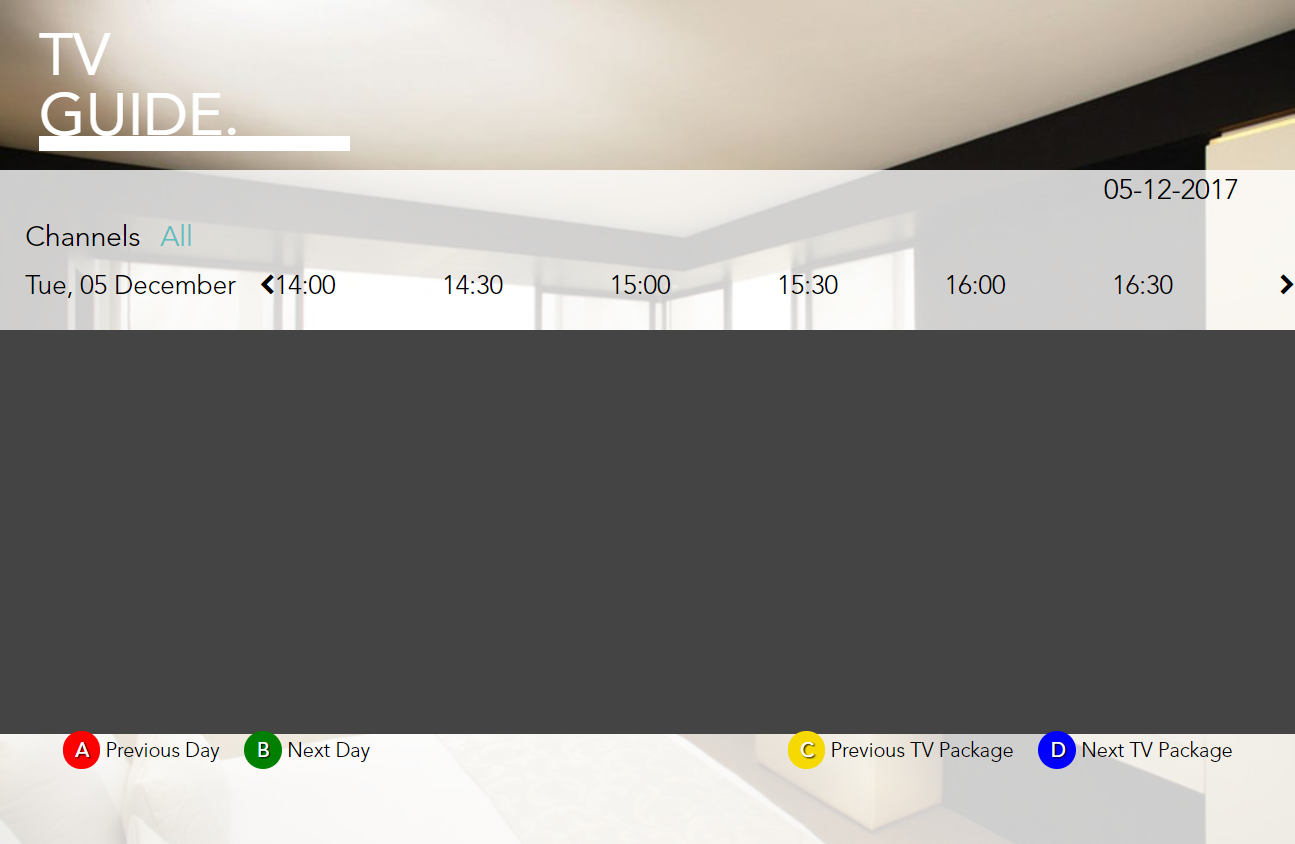 TV
GUIDE.
05-12-2017
Channels All
Tue, 05 December 14:00 14:30 15:00 15:30 16:00 16:30
A Previous Day B Next Day C Previous TV Package D Next TV Package